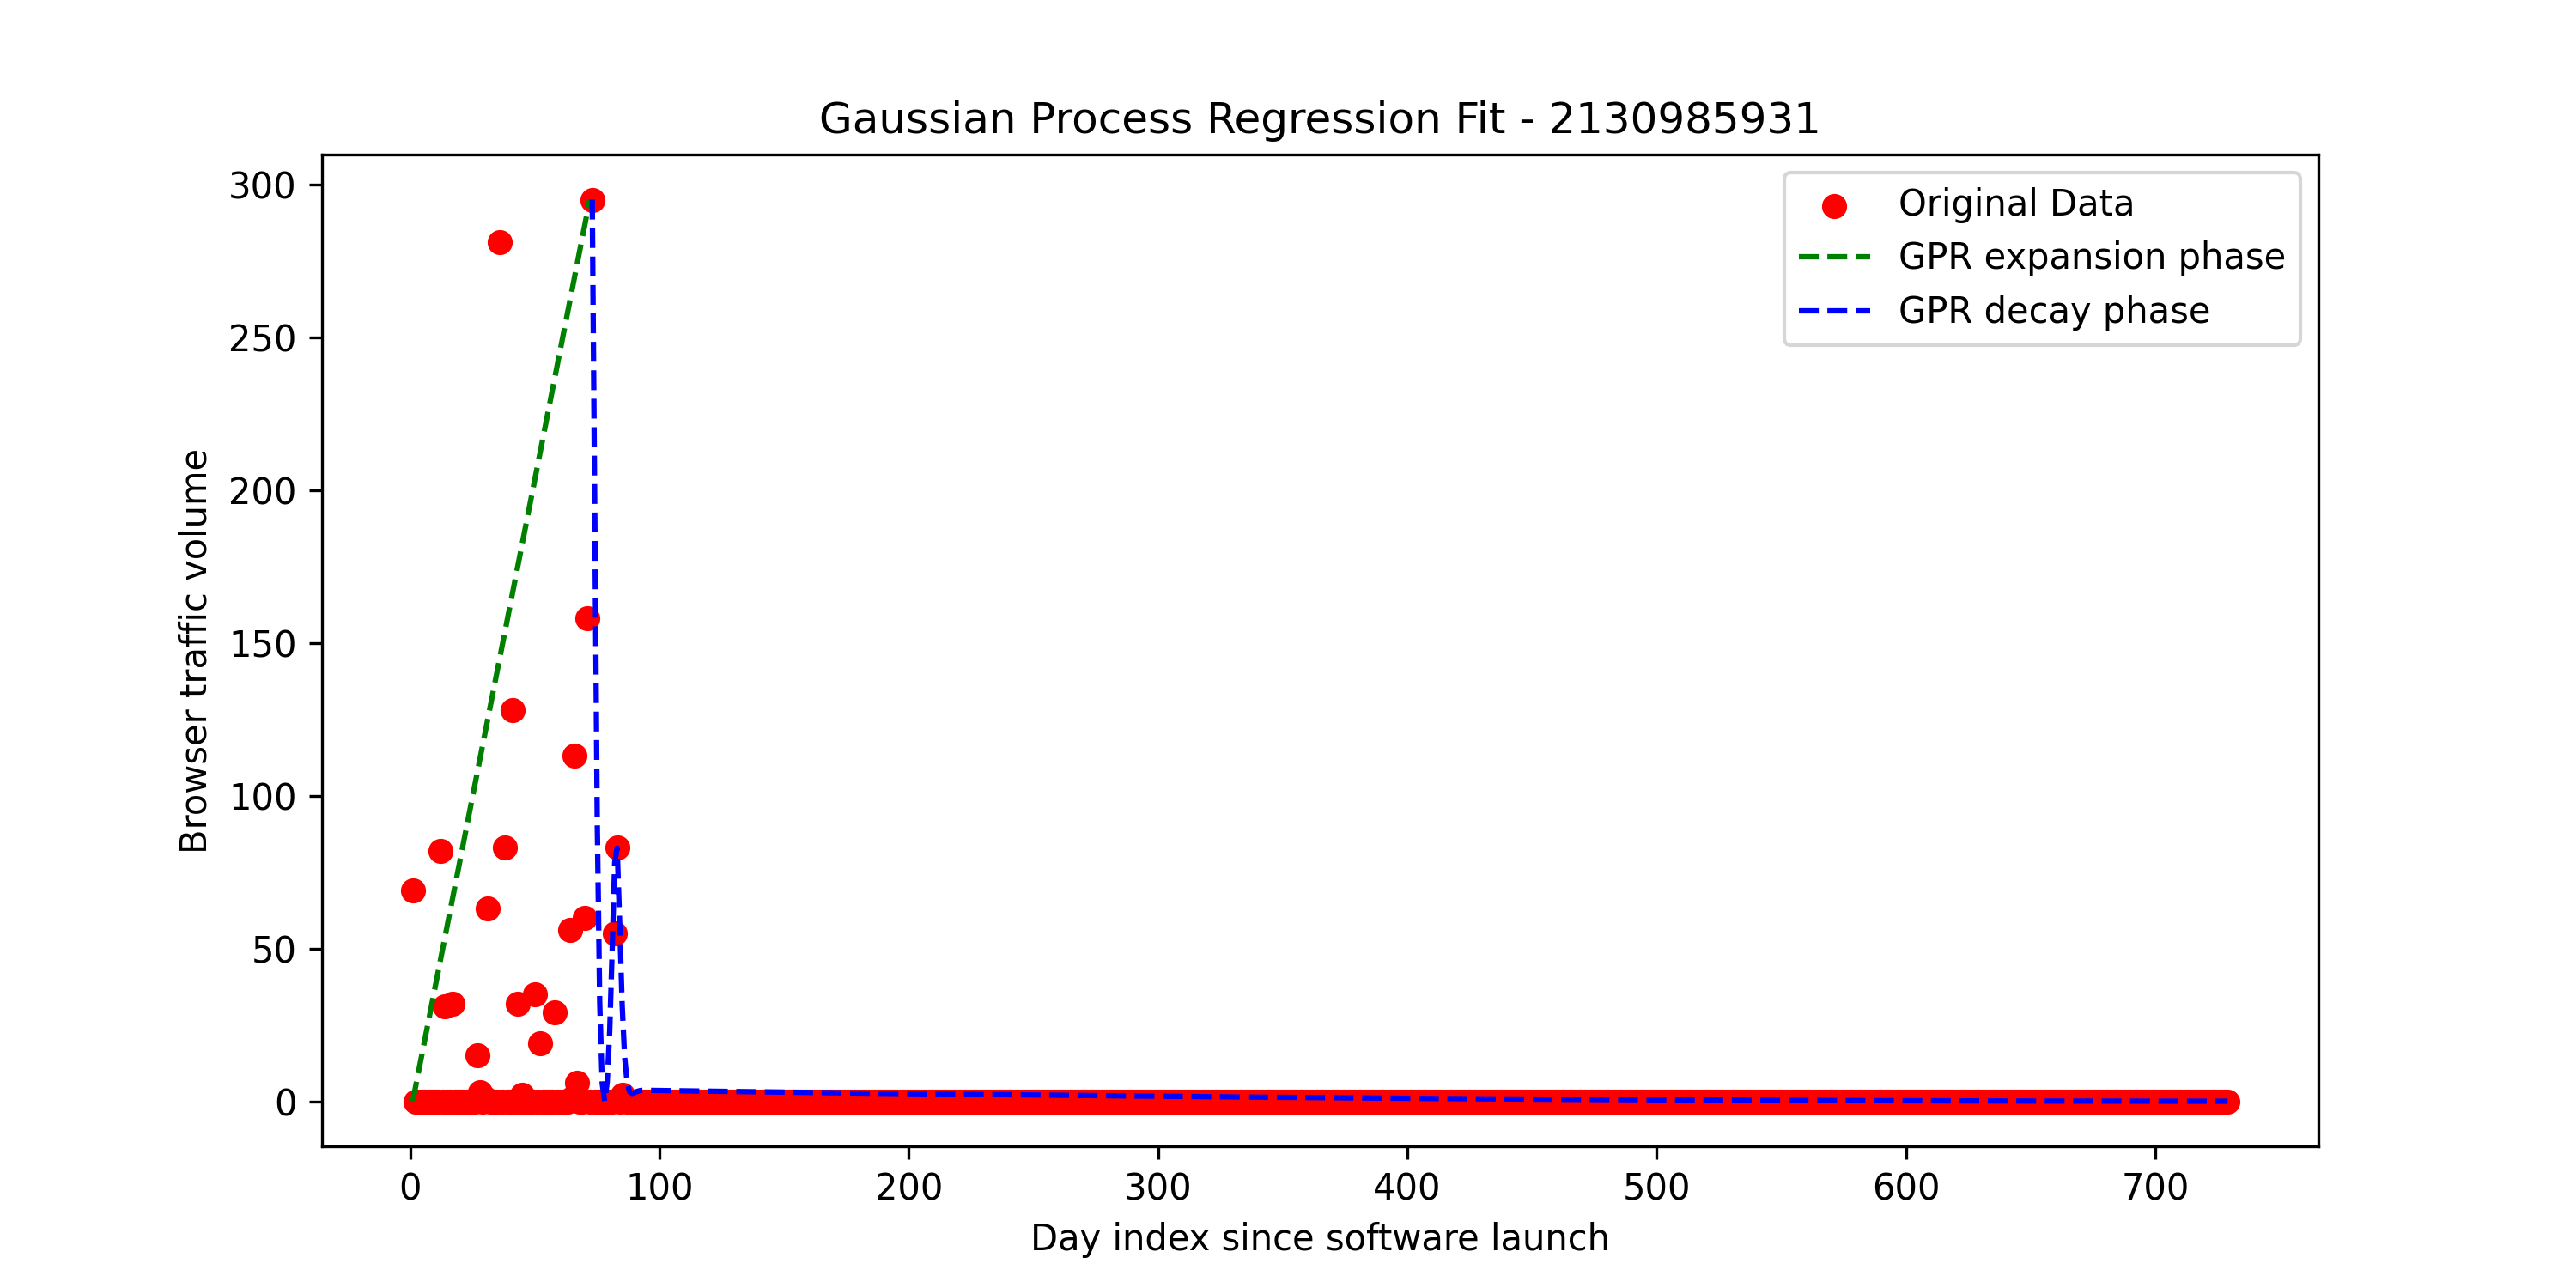 Gaussian Process Regression Fit - 2130985931
Original Data
GPR expansion phase
GPR decay phase
Browser traffic volume
300
250
200
150
100
50
0
0 100 200 300 400 500 600 700
Day index since software launch